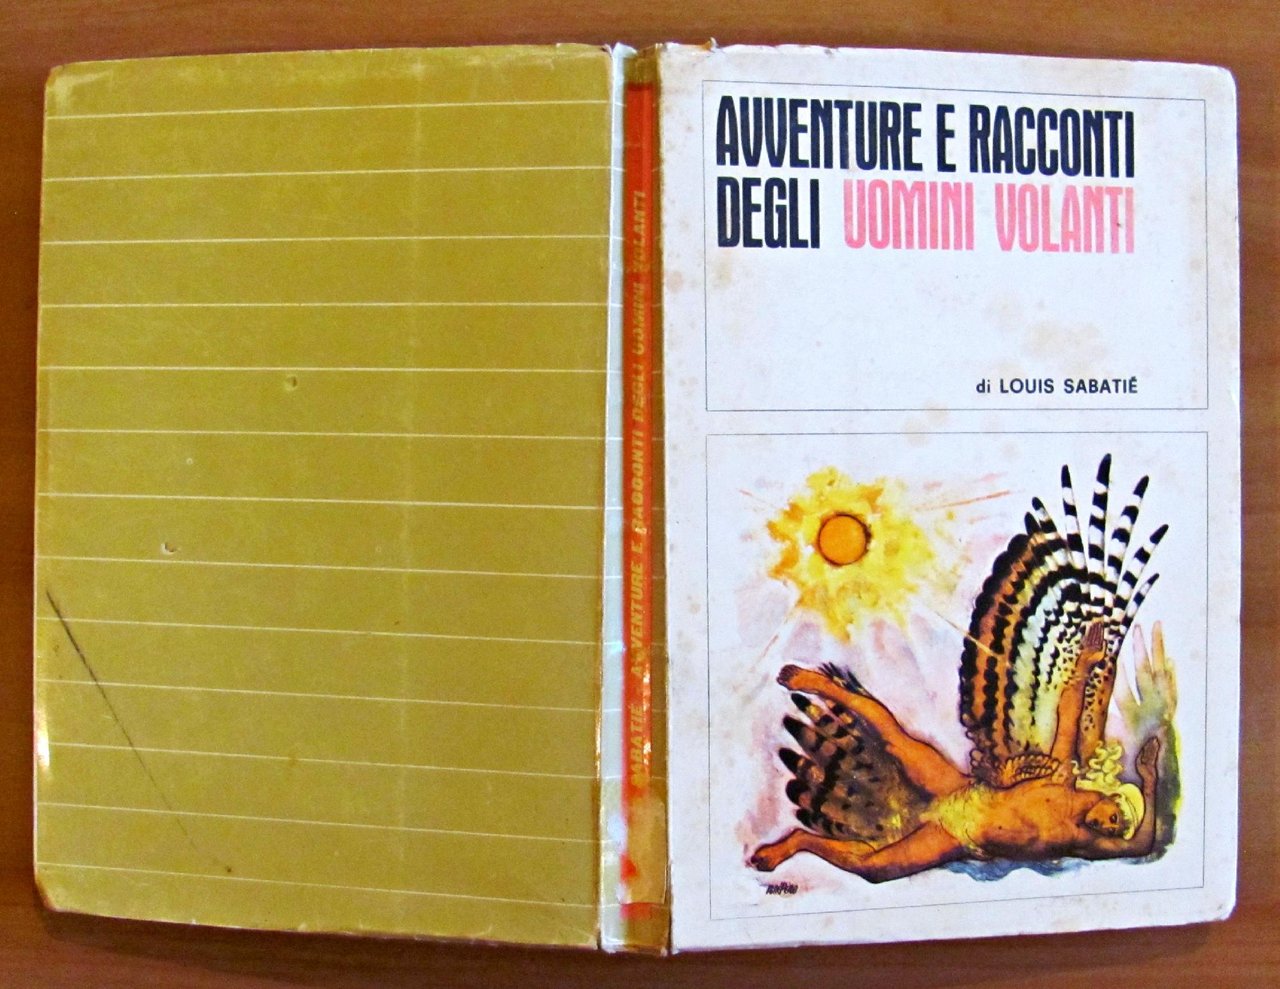 AVVENTURE E RACCONTI
DEGLI UOMINI VOLANTI
di LOUIS SABATIÉ
SABATIÉ AVVENTURE E RACCONTI DEGLI UOMINI VOLANTI